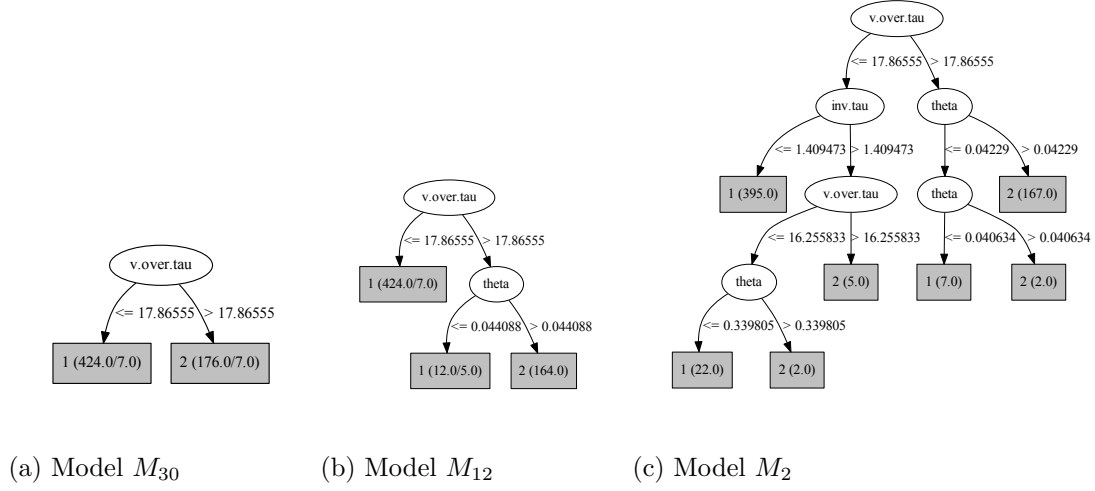 v.over.tau
<= 17.86555 > 17.86555
inv.tau
theta
<= 1.409473 > 1.409473
<= 0.04229 > 0.04229
1 (395.0)
v.over.tau
theta
2 (167.0)
<= 16.255833 > 16.255833
<= 0.040634 > 0.040634
theta
2 (5.0)
1 (7.0)
2 (2.0)
<= 0.339805 > 0.339805
1 (22.0)
2 (2.0)
v.over.tau
<= 17.86555 > 17.86555
1 (424.0/7.0)
theta
<= 0.044088 > 0.044088
1 (12.0/5.0)
2 (164.0)
v.over.tau
<= 17.86555 > 17.86555
1 (424.0/7.0)
2 (176.0/7.0)
(a) Model M30
(b) Model M12
(c) Model M2